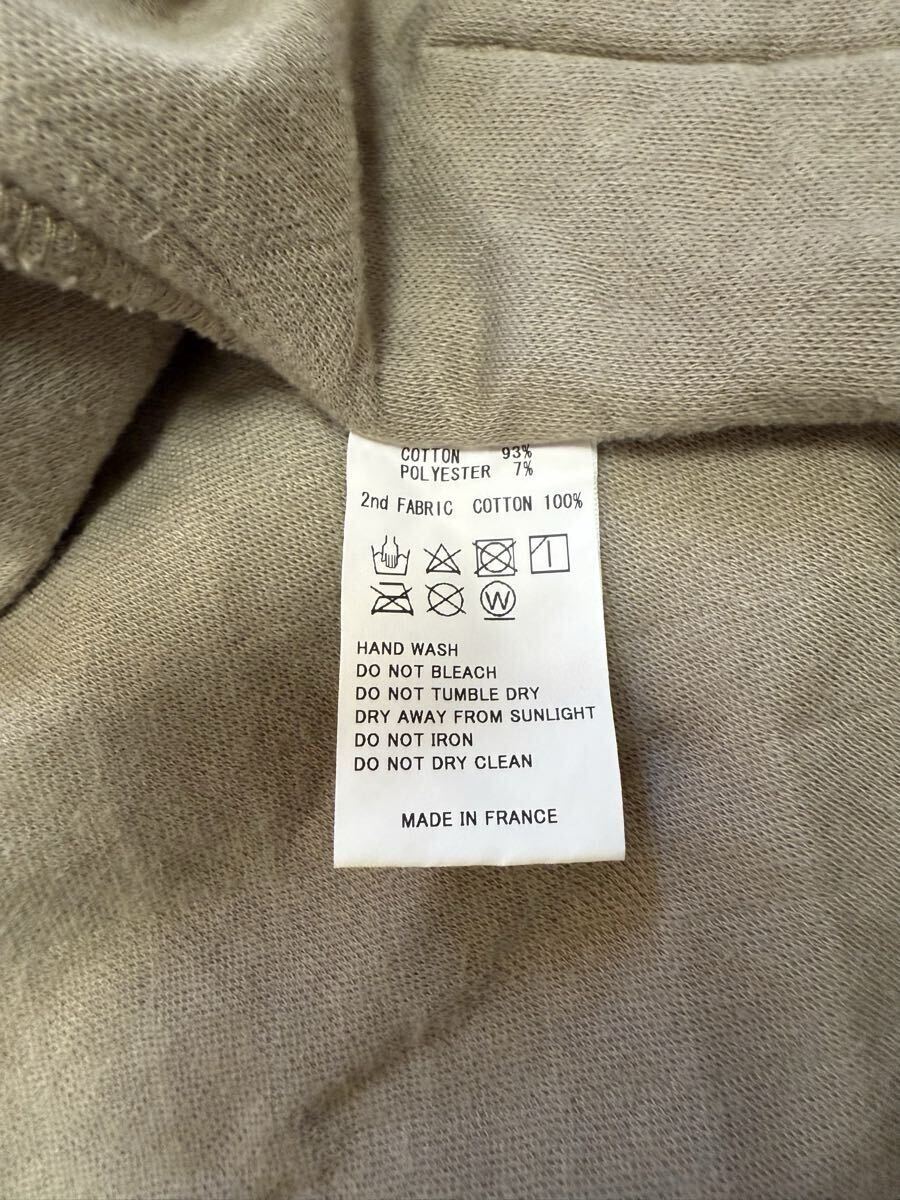 COTTON 93%
POLYESTER 7%
2nd FABRIC COTTON 100%
W
HAND WASH
DO NOT BLEACH
DO NOT TUMBLE DRY
DRY AWAY FROM SUNLIGHT
DO NOT IRON
DO NOT DRY CLEAN
MADE IN FRANCE